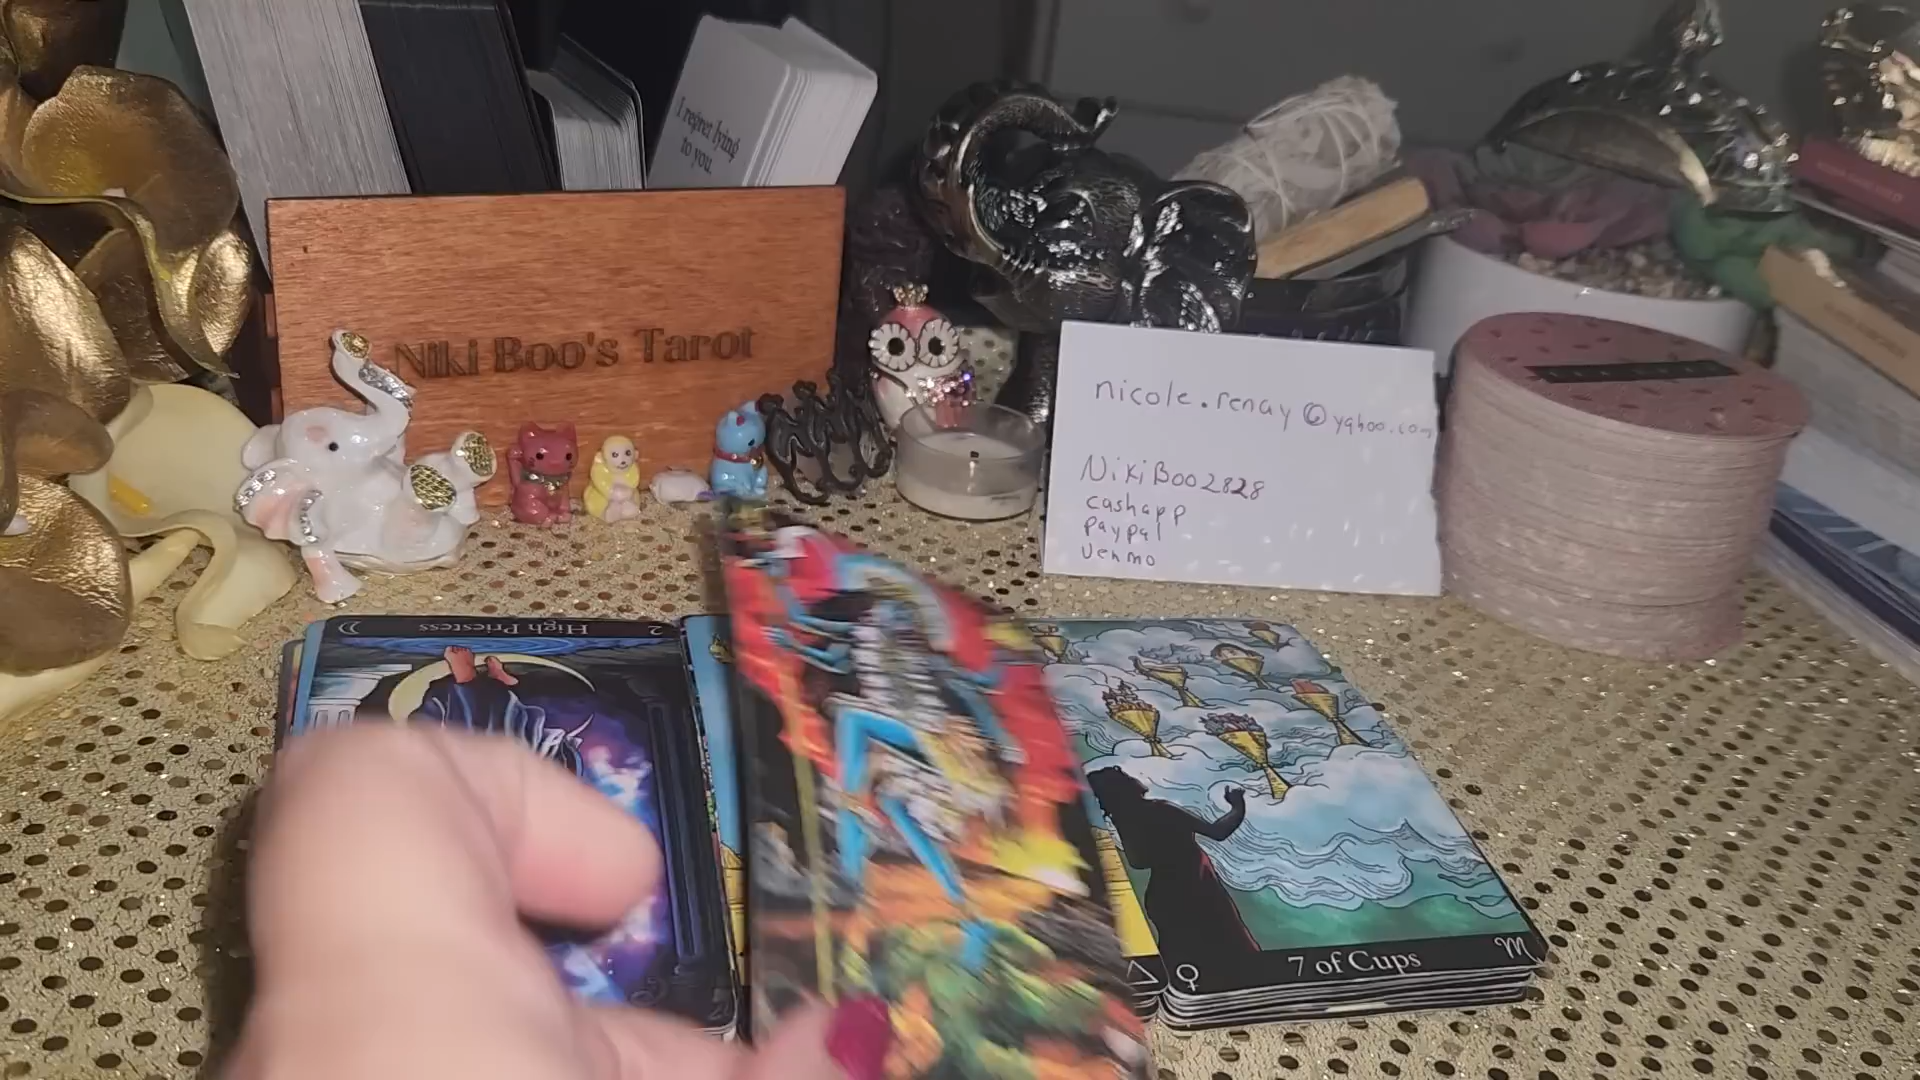 I regret lying
to you.
Niki Boo's Tarot
nicole.renay@yahoo.com
NikiBoo2828
cashapp
paypal
venmo
High Priestess
2
7 of Cups